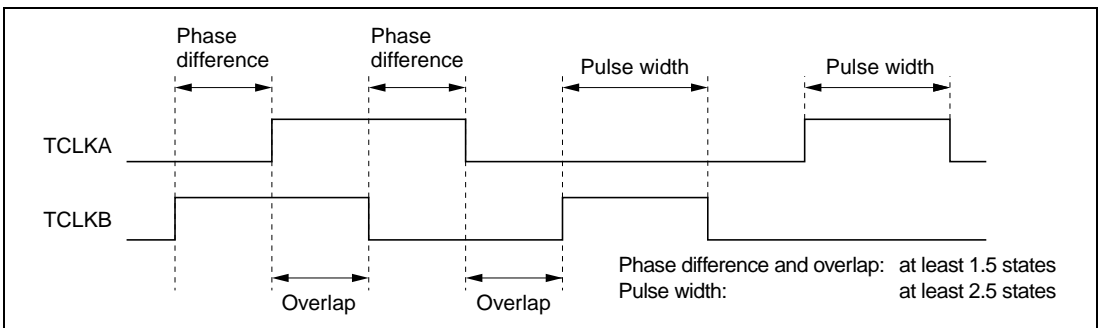 Phase
difference
Phase
difference
Pulse width
Pulse width
TCLKA
TCLKB
Overlap
Overlap
Phase difference and overlap: at least 1.5 states
Pulse width: at least 2.5 states